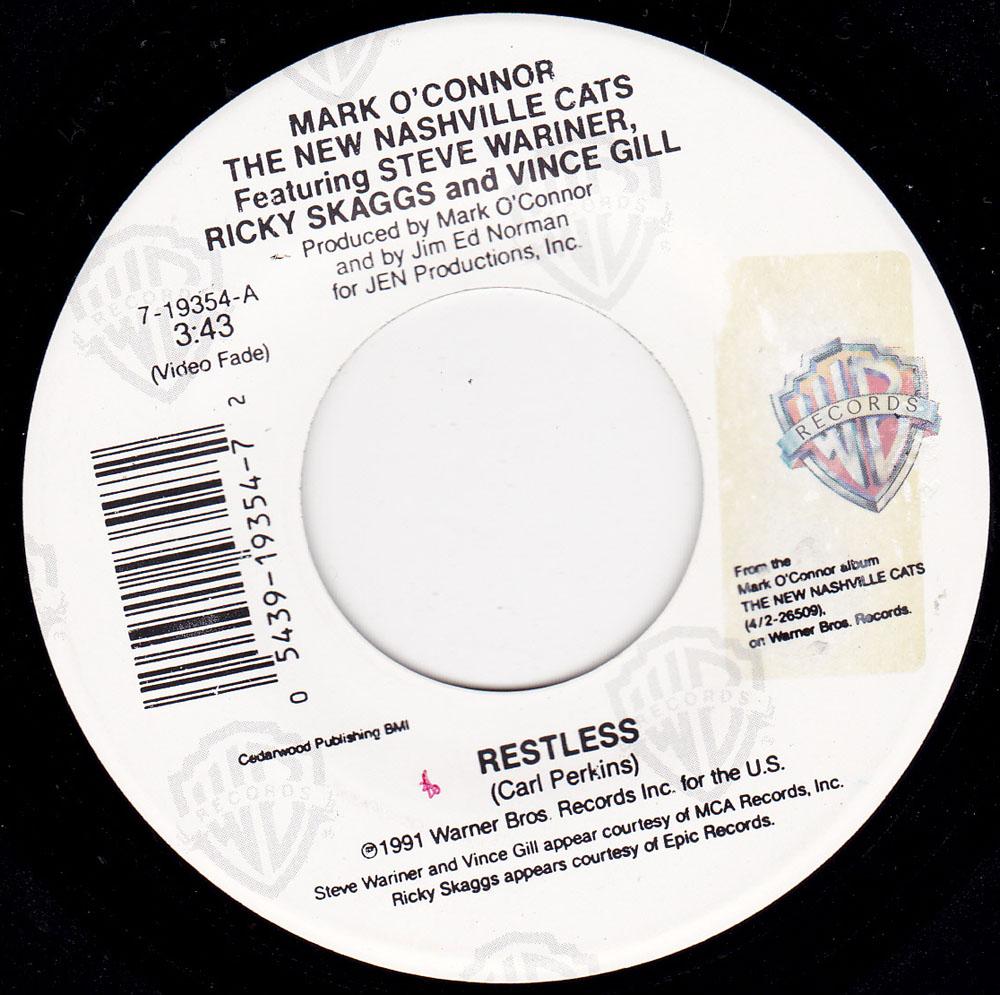 MARK O'CONNOR
THE NEW NASHVILLE CATS
Featuring STEVE WARINER,
RICKY SKAGGS and VINCE GILL
Produced by Mark O'Connor
and by Jim Ed Norman
for JEN Productions, Inc.
7-19354-A
3:43
(Video Fade)
0 5439-19354-7 2
RECORDS
From the
Mark O'Connor album
THE NEW NASHVILLE CATS
(4/2-26509),
on Warner Bros. Records.
Cedarwood Publishing BMI
RESTLESS
(Carl Perkins)
℗1991 Warner Bros. Records Inc. for the U.S.
Steve Wariner and Vince Gill appear courtesy of MCA Records, Inc.
Ricky Skaggs appears courtesy of Epic Records.